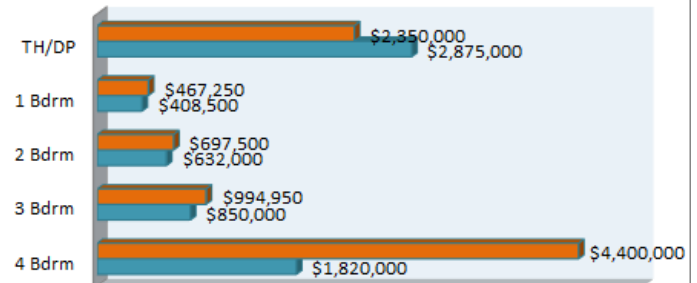 TH/DP
$2,350,000
$2,875,000
1 Bdrm
$467,250
$408,500
2 Bdrm
$697,500
$632,000
3 Bdrm
$994,950
$850,000
4 Bdrm
$4,400,000
$1,820,000